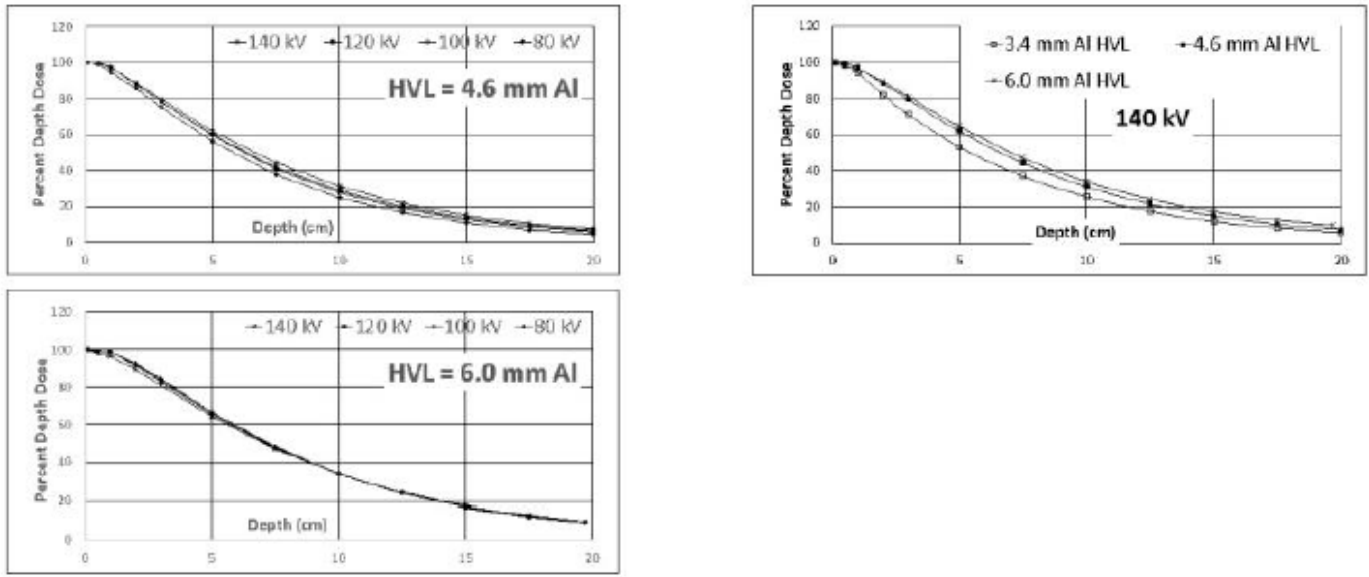 120
140 kV 120 kV 100 kV 80 kV
100
HVL = 4.6 mm Al
80
60
40
20
0
Percent Depth Dose
Depth (cm)
0 5 10 15 20
120
3.4 mm Al HVL 4.6 mm Al HVL
6.0 mm Al HVL
100
140 kV
80
60
40
20
0
Percent Depth Dose
Depth (cm)
0 5 10 15 20
120
140 kV 120 kV 100 kV 80 kV
100
HVL = 6.0 mm Al
80
60
40
20
0
Percent Depth Dose
Depth (cm)
0 5 10 15 20